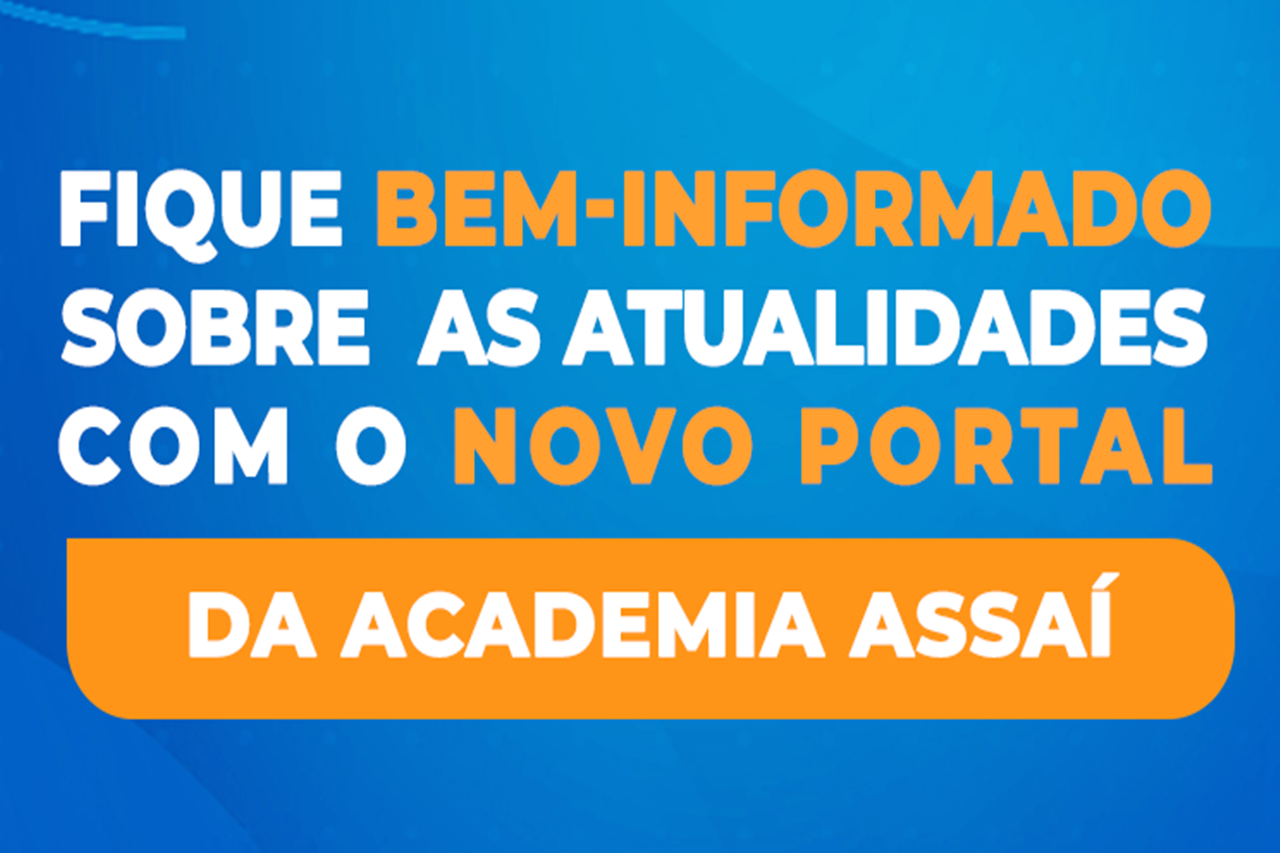 FIQUE BEM-INFORMADO
SOBRE AS ATUALIDADES
COM O NOVO PORTAL
DA ACADEMIA ASSAÍ